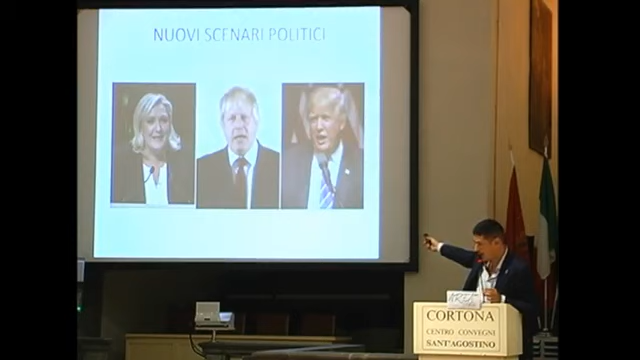 NUOVI SCENARI POLITICI
CORTONA
CENTRO CONVEGNI
SANT'AGOSTINO